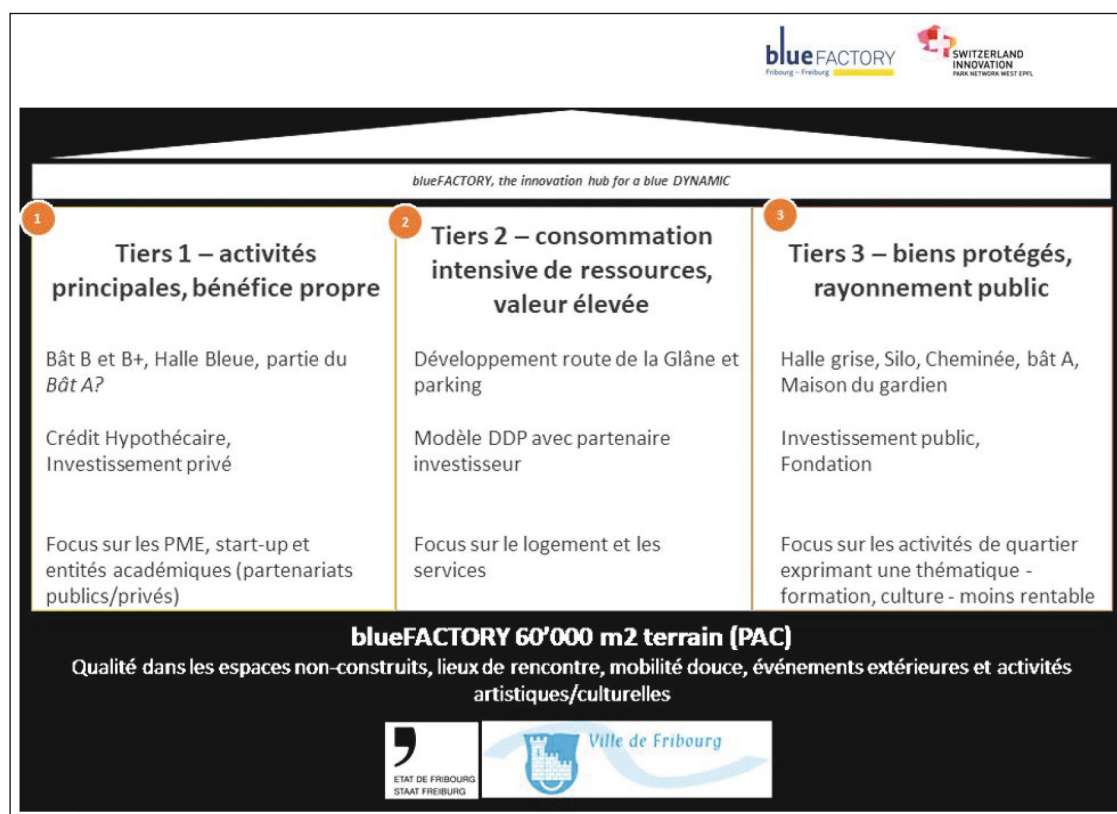 blueFACTORY
Fribourg – Freiburg
SWITZERLAND
INNOVATION
PARK NETWORK WEST EPFL
blueFACTORY, the innovation hub for a blue DYNAMIC
1
Tiers 1 – activités
principales, bénéfice propre
Bât B et B+, Halle Bleue, partie du
Bât A?
Crédit Hypothécaire,
Investissement privé
Focus sur les PME, start-up et
entités académiques (partenariats
publics/privés)
2
Tiers 2 – consommation
intensive de ressources,
valeur élevée
Développement route de la Glâne et
parking
Modèle DDP avec partenaire
investisseur
Focus sur le logement et les
services
3
Tiers 3 – biens protégés,
rayonnement public
Halle grise, Silo, Cheminée, bât A,
Maison du gardien
Investissement public,
Fondation
Focus sur les activités de quartier
exprimant une thématique -
formation, culture - moins rentable
blueFACTORY 60'000 m2 terrain (PAC)
Qualité dans les espaces non-construits, lieux de rencontre, mobilité douce, événements extérieures et activités
artistiques/culturelles
ETAT DE FRIBOURG
STAAT FREIBURG
Ville de Fribourg